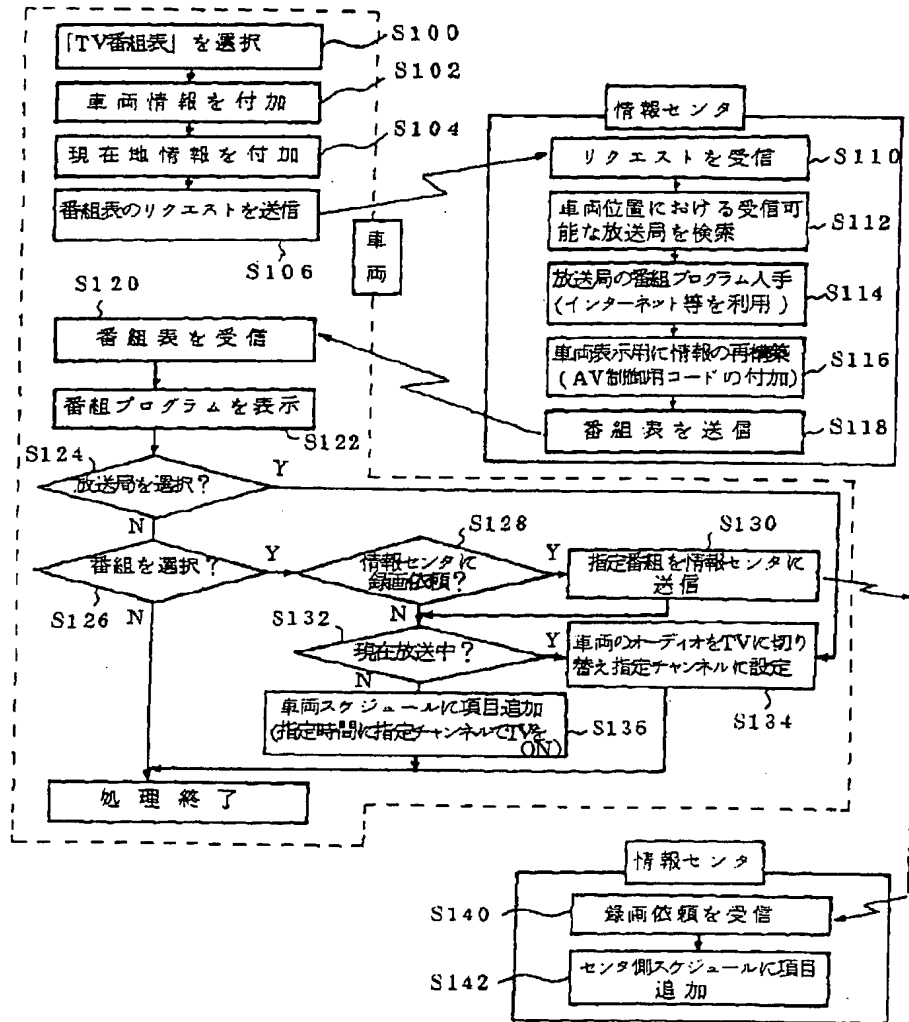 「TV番組表」を選択
S100
車両情報を付加
S102
現在地情報を付加
S104
番組表のリクエストを送信
S106
車両
情報センタ
リクエストを受信
S110
車両位置における受信可
能な放送局を検索
S112
放送局の番組プログラム入手
(インターネット等を利用)
S114
車両表示用に情報の再構築
(AV制御用コードの付加)
S116
番組表を送信
S118
S120
番組表を受信
番組プログラムを表示
S122
S124
放送局を選択?
Y
N
番組を選択?
Y
S126
N
S128
情報センタに
録画依頼?
Y
N
S130
指定番組を情報センタに
送信
S132
現在放送中?
Y
N
車両のオーディオをTVに切り
替え指定チャンネルに設定
S134
車両スケジュールに項目追加
(指定時間に指定チャンネルでTVを
ON)
S136
処理終了
情報センタ
S140
録画依頼を受信
S142
センタ側スケジュールに項目
追加